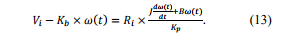 V_i − K_b × ω(t) = R_i × (J dω(t)/dt + Bω(t))/K_p. (13)